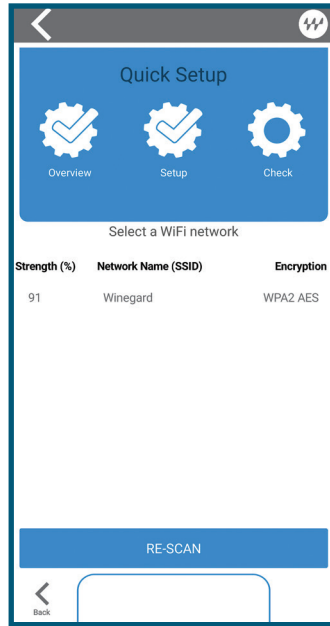 Quick Setup
Overview Setup Check
Select a WiFi network
Strength (%) Network Name (SSID) Encryption
91 Winegard WPA2 AES
RE-SCAN
Back